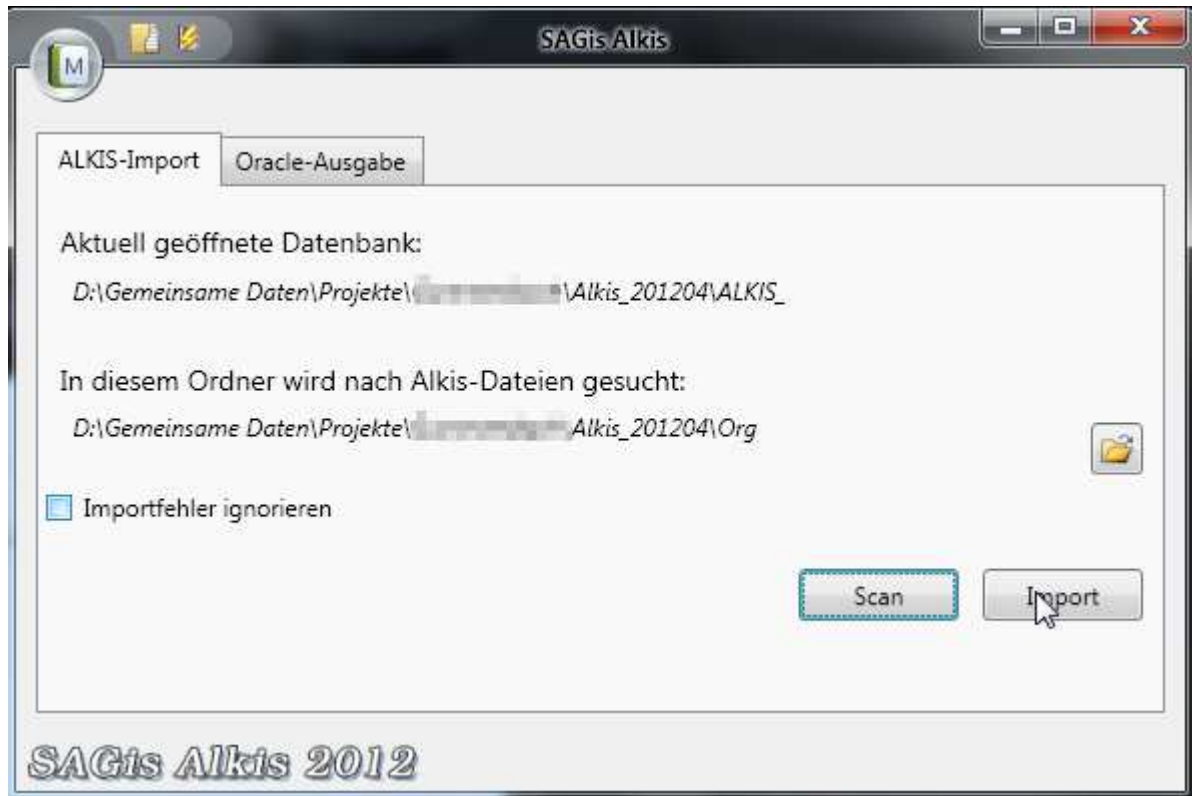 SAGis Alkis
M
ALKIS-Import Oracle-Ausgabe
Aktuell geöffnete Datenbank:
D:\Gemeinsame Daten\Projekte\ \Alkis_201204\ALKIS_
In diesem Ordner wird nach Alkis-Dateien gesucht:
D:\Gemeinsame Daten\Projekte\ Alkis_201204\Org
Importfehler ignorieren
Scan Import
SAGis Alkis 2012